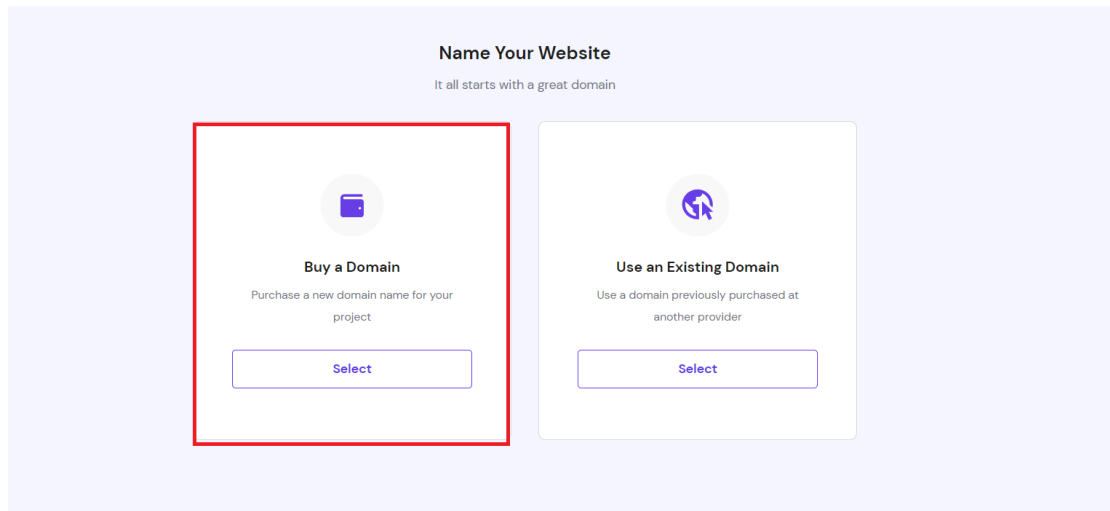 Name Your Website
It all starts with a great domain
Buy a Domain
Purchase a new domain name for your
project
Select
Use an Existing Domain
Use a domain previously purchased at
another provider
Select